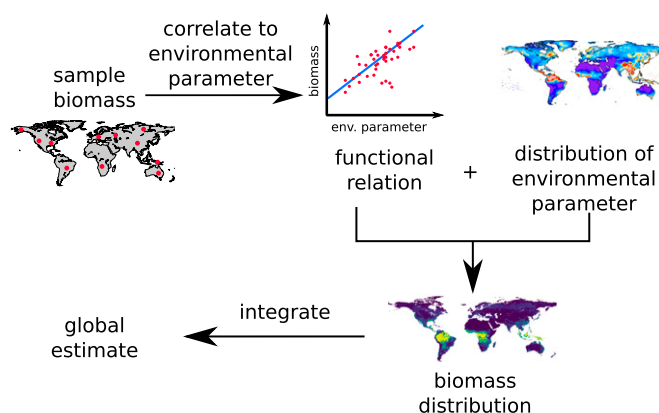 correlate to
environmental
parameter
sample
biomass
biomass
env. parameter
functional
relation
+
distribution of
environmental
parameter
integrate
global
estimate
biomass
distribution